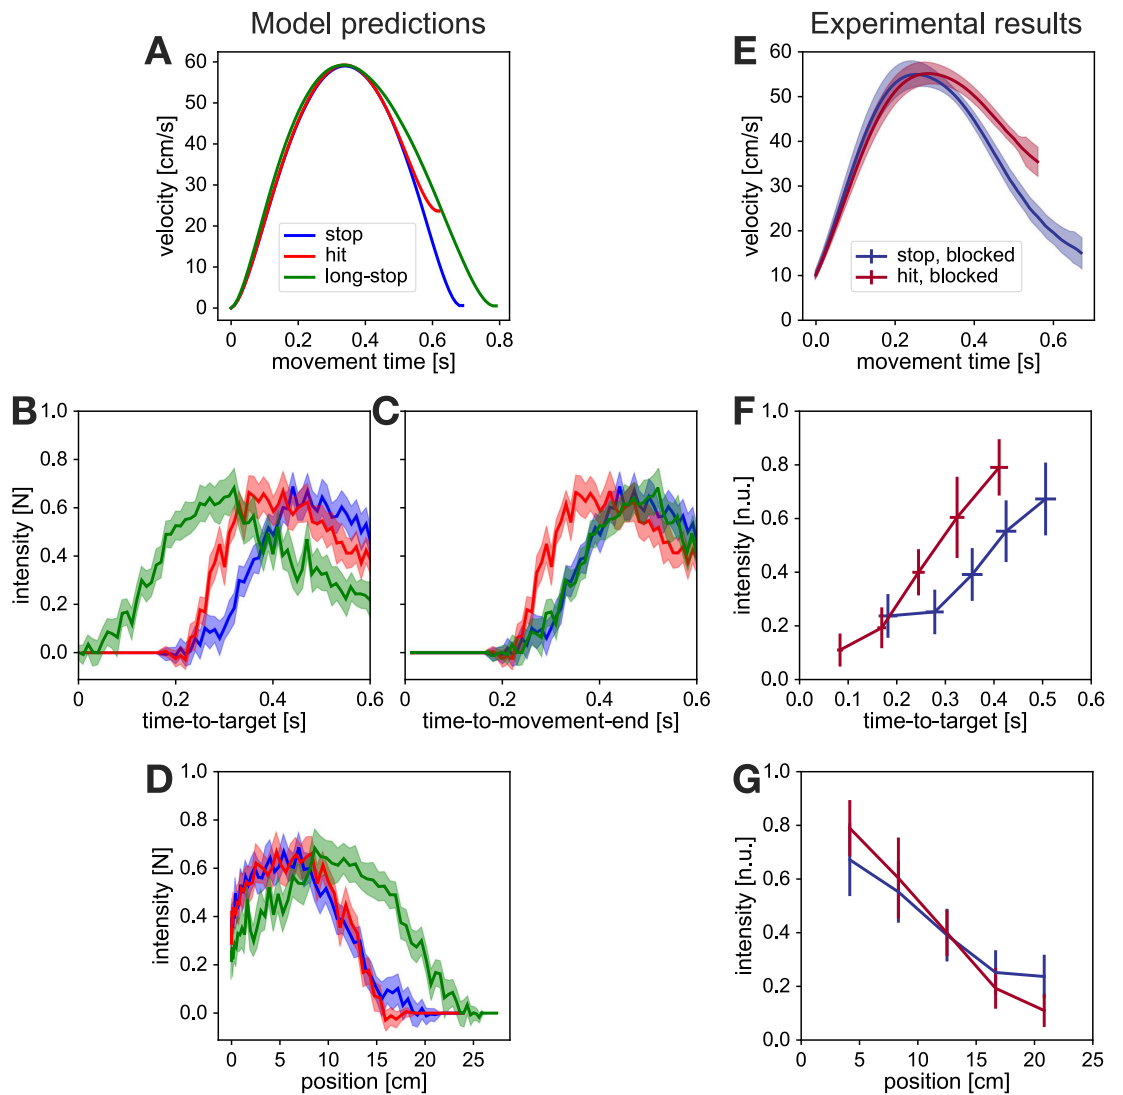 Model predictions
Experimental results
A
velocity [cm/s]
60
50
40
30
20
10
0
stop
hit
long-stop
0 0.2 0.4 0.6 0.8
movement time [s]
E
velocity [cm/s]
60
50
40
30
20
10
0
stop, blocked
hit, blocked
0.0 0.2 0.4 0.6
movement time [s]
B
intensity [N]
1.0
0.8
0.6
0.4
0.2
0.0
0 0.2 0.4 0.6
time-to-target [s]
C
0 0.2 0.4 0.6
time-to-movement-end [s]
F
intensity [n.u.]
1.0
0.8
0.6
0.4
0.2
0.0
0.0 0.1 0.2 0.3 0.4 0.5 0.6
time-to-target [s]
D
intensity [N]
1.0
0.8
0.6
0.4
0.2
0.0
0 5 10 15 20 25
position [cm]
G
intensity [n.u.]
1.0
0.8
0.6
0.4
0.2
0.0
0 5 10 15 20 25
position [cm]